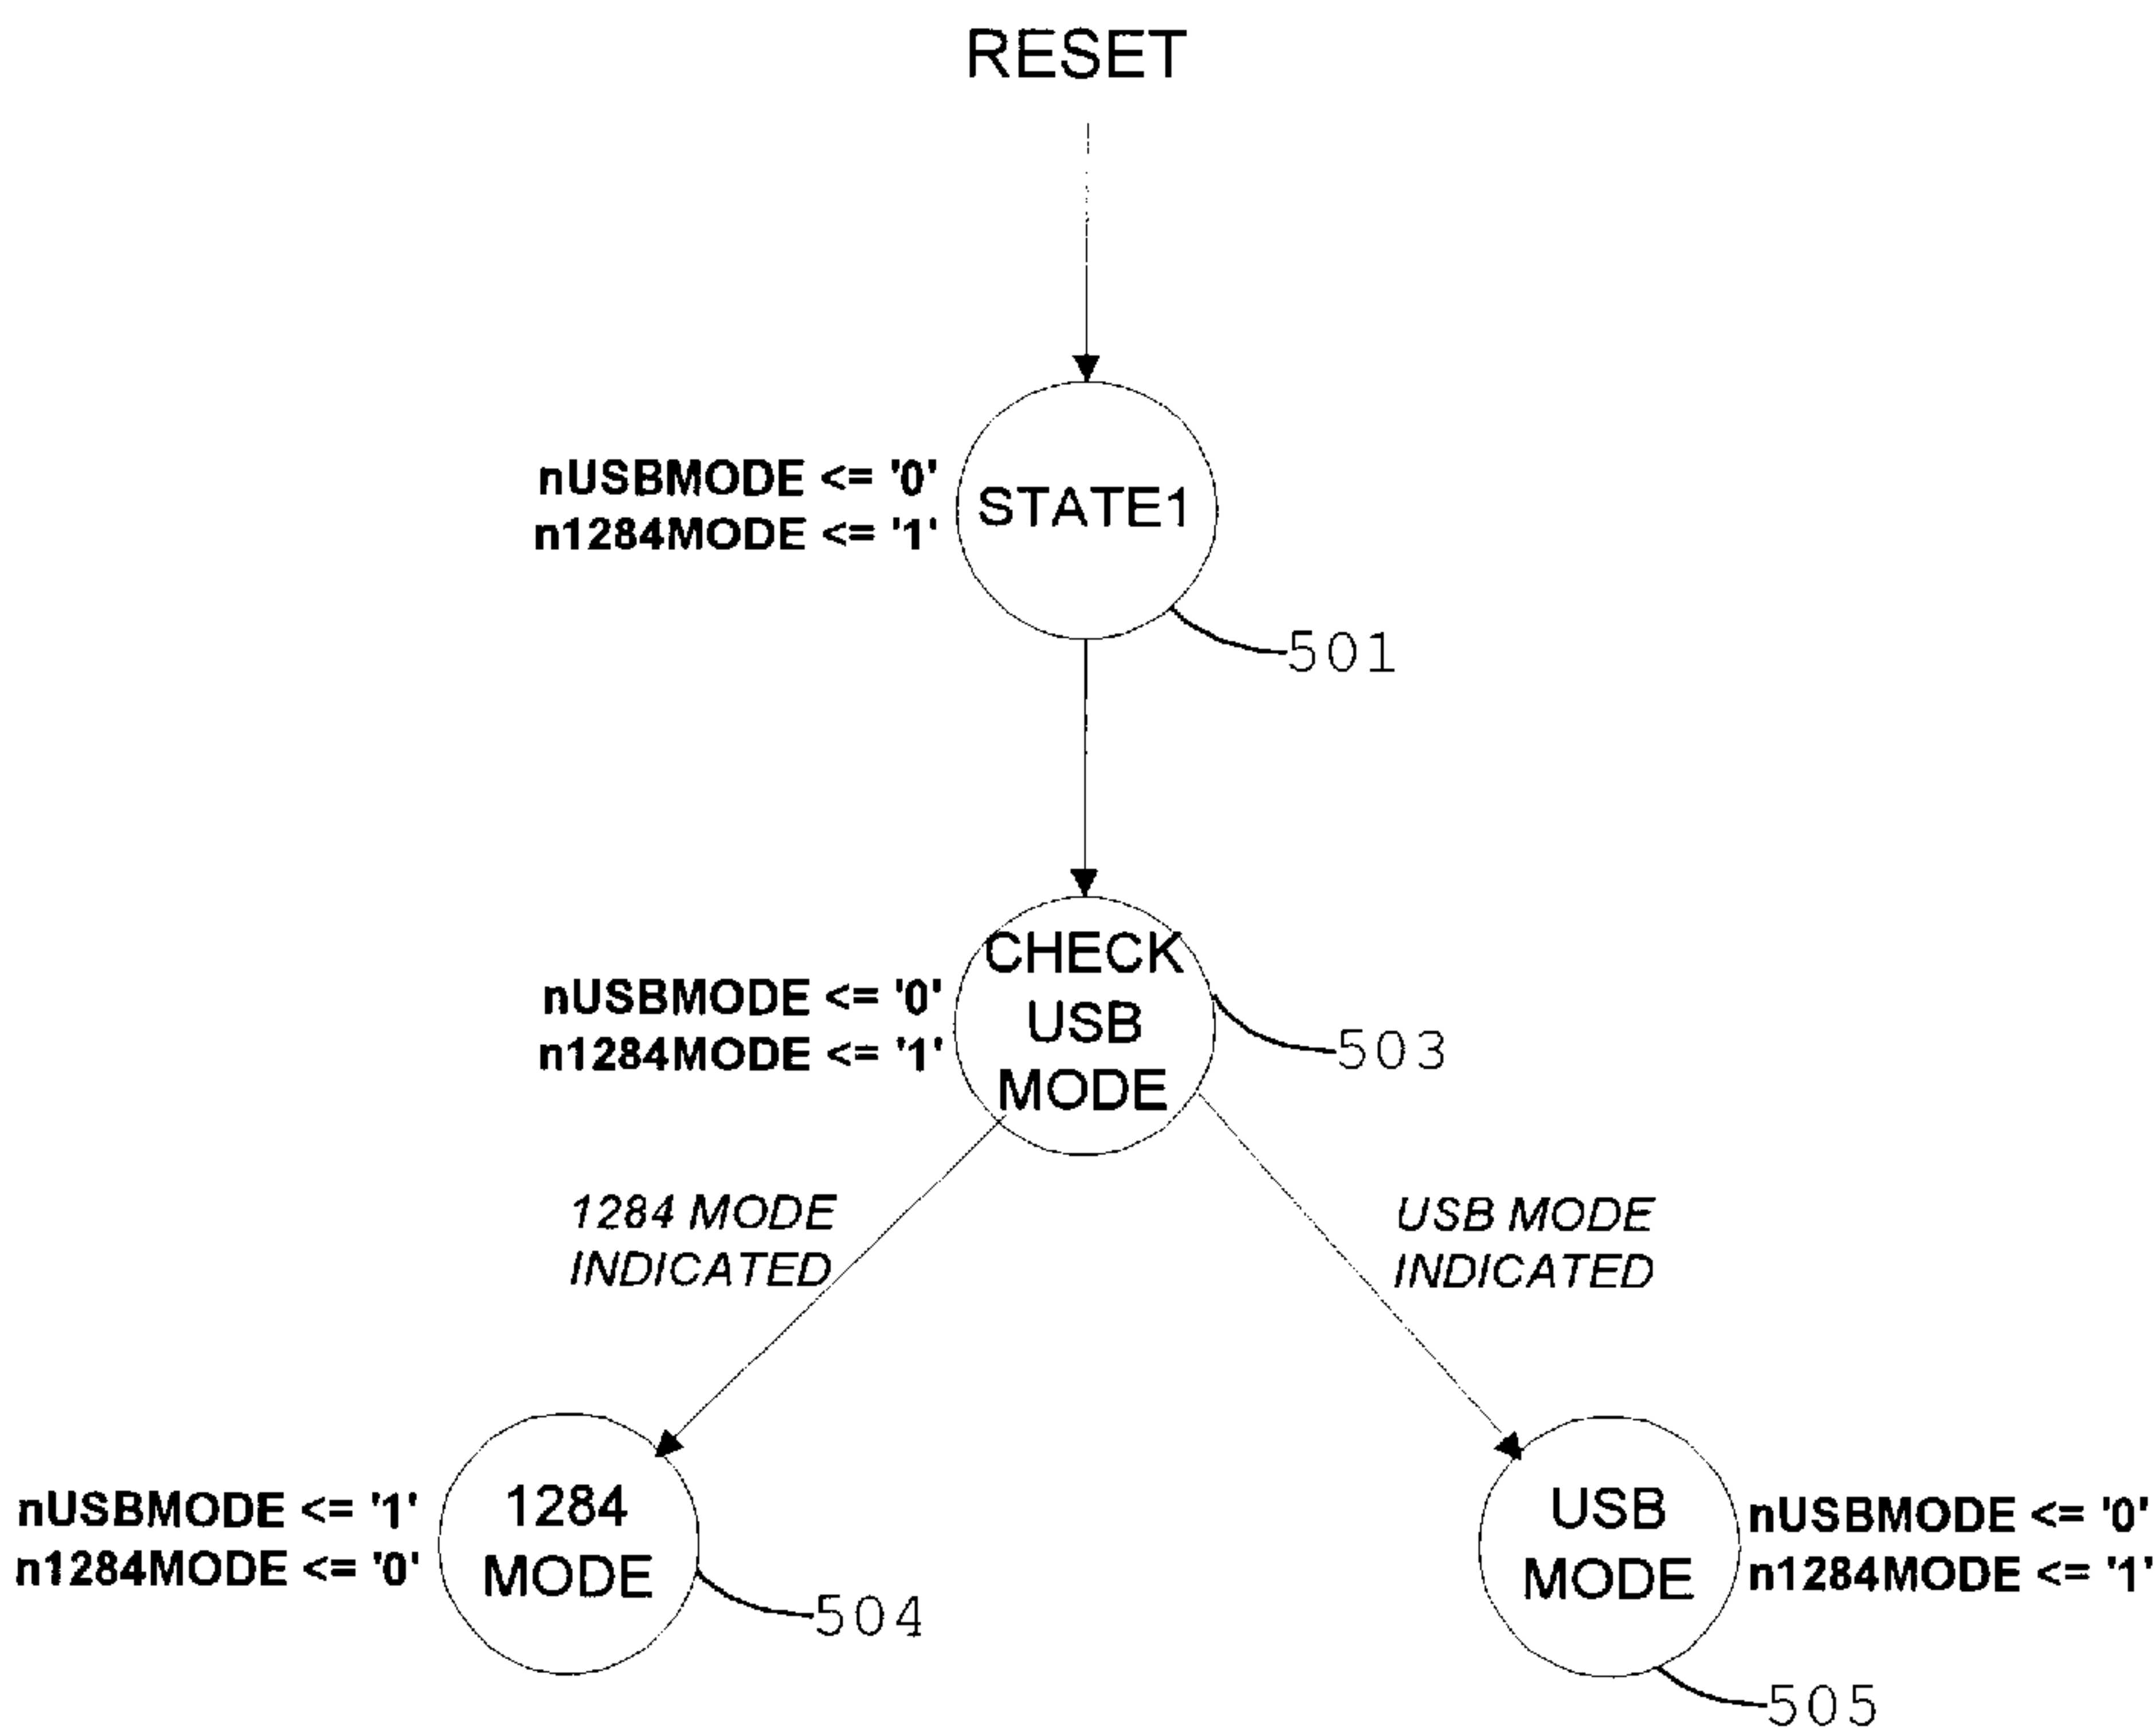 RESET
nUSBMODE <= '0'
n1284MODE <= '1'
STATE1
501
nUSBMODE <= '0'
n1284MODE <= '1'
CHECK
USB
MODE
503
1284 MODE
INDICATED
USB MODE
INDICATED
nUSBMODE <= '1'
n1284MODE <= '0'
1284
MODE
504
USB
MODE
nUSBMODE <= '0'
n1284MODE <= '1'
505